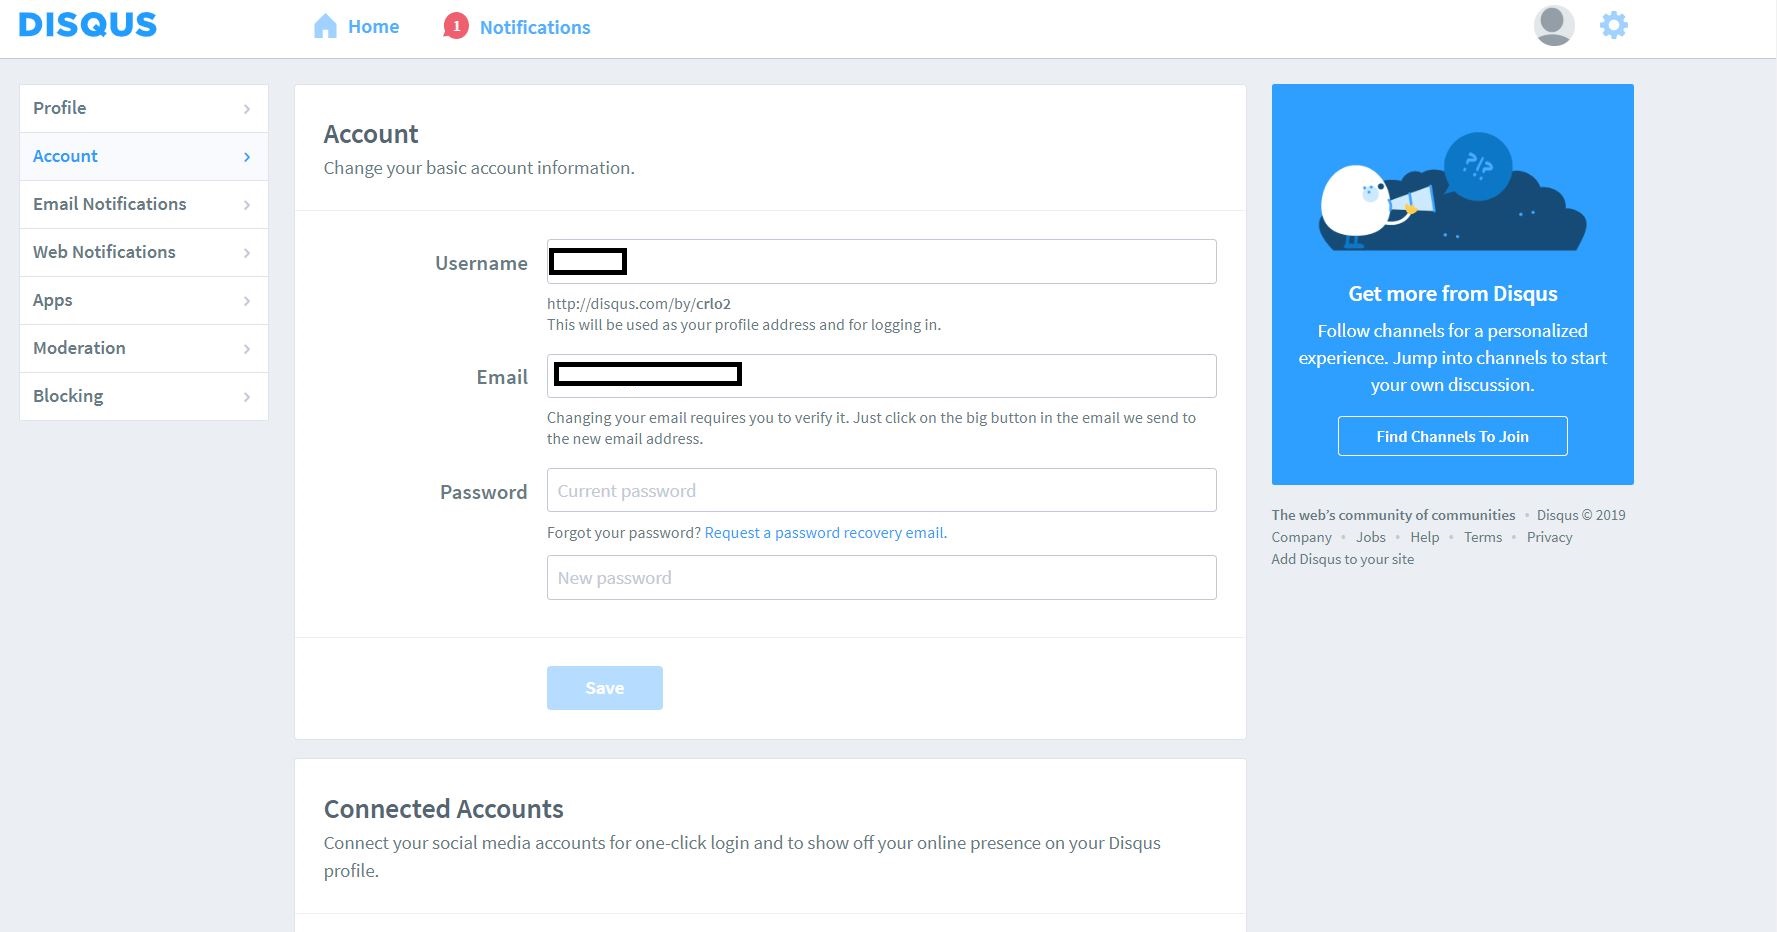 DISQUS
Home
1
Notifications
Profile
Account
Email Notifications
Web Notifications
Apps
Moderation
Blocking
Account
Change your basic account information.
Username
http://disqus.com/by/crlo2
This will be used as your profile address and for logging in.
Email
Changing your email requires you to verify it. Just click on the big button in the email we send to
the new email address.
Password
Current password
Forgot your password? Request a password recovery email.
New password
Save
Connected Accounts
Connect your social media accounts for one-click login and to show off your online presence on your Disqus
profile.
?!?
Get more from Disqus
Follow channels for a personalized
experience. Jump into channels to start
your own discussion.
Find Channels To Join
The web's community of communities • Disqus © 2019
Company • Jobs • Help • Terms • Privacy
Add Disqus to your site